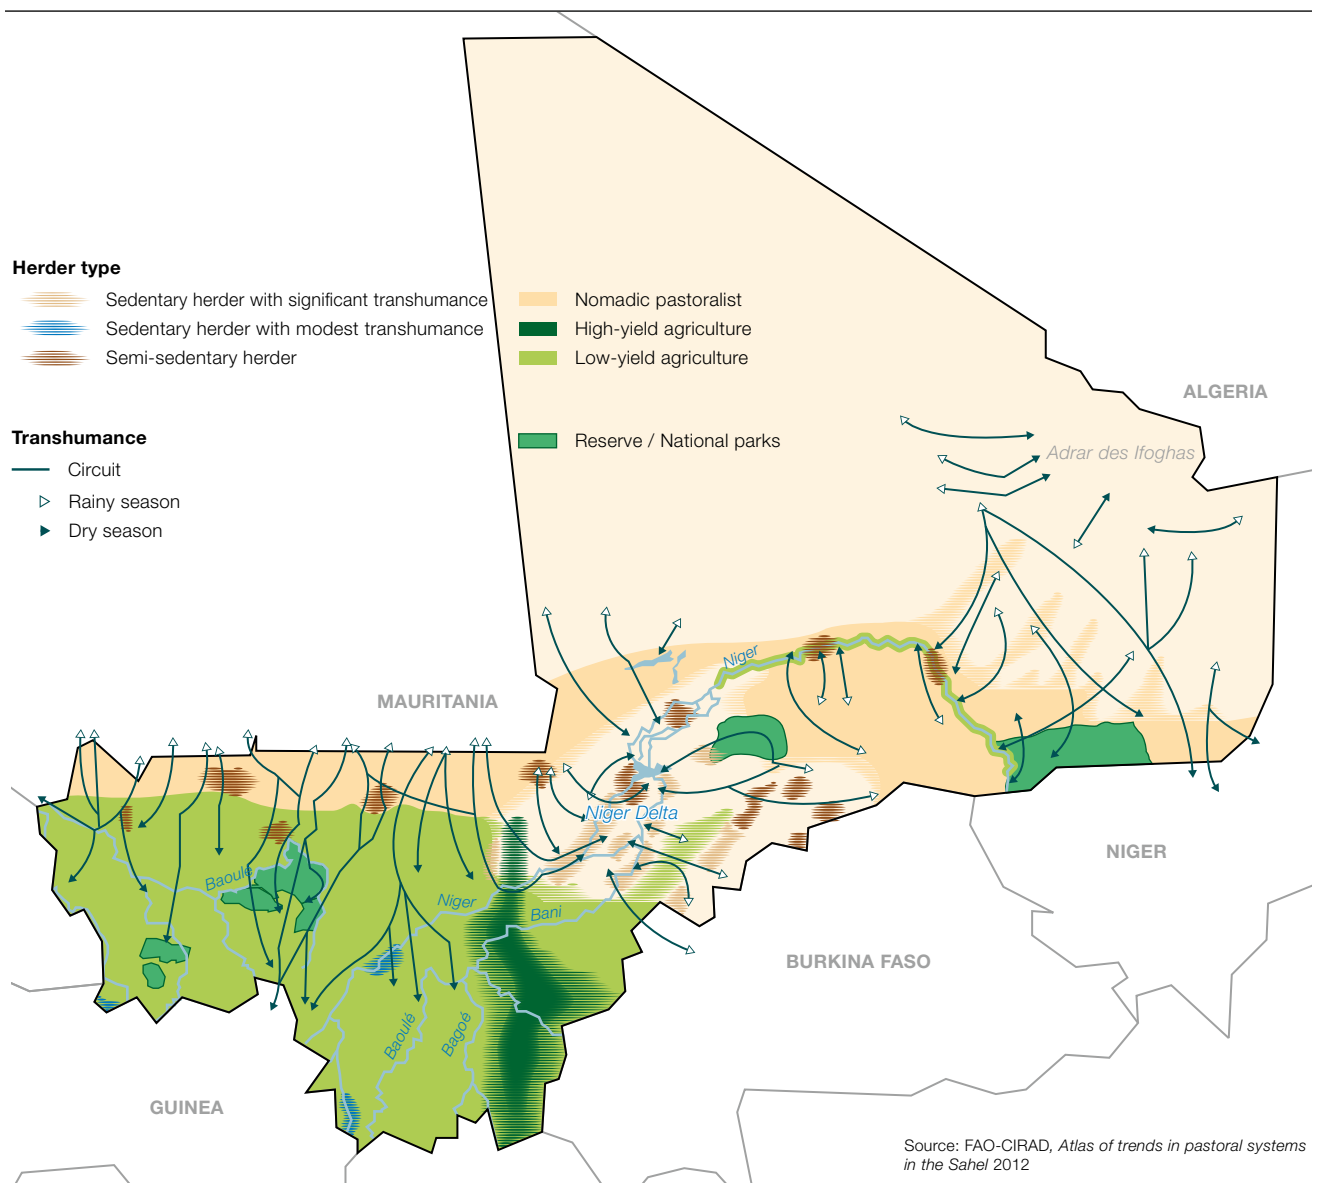 Herder type
Sedentary herder with significant transhumance
Sedentary herder with modest transhumance
Semi-sedentary herder
Nomadic pastoralist
High-yield agriculture
Low-yield agriculture
Reserve / National parks
Transhumance
Circuit
Rainy season
Dry season
ALGERIA
Adrar des Ifoghas
MAURITANIA
Niger
Niger Delta
NIGER
Baoulé
Niger
Bani
BURKINA FASO
Baoulé
Bagoé
GUINEA
Source: FAO-CIRAD, Atlas of trends in pastoral systems
in the Sahel 2012